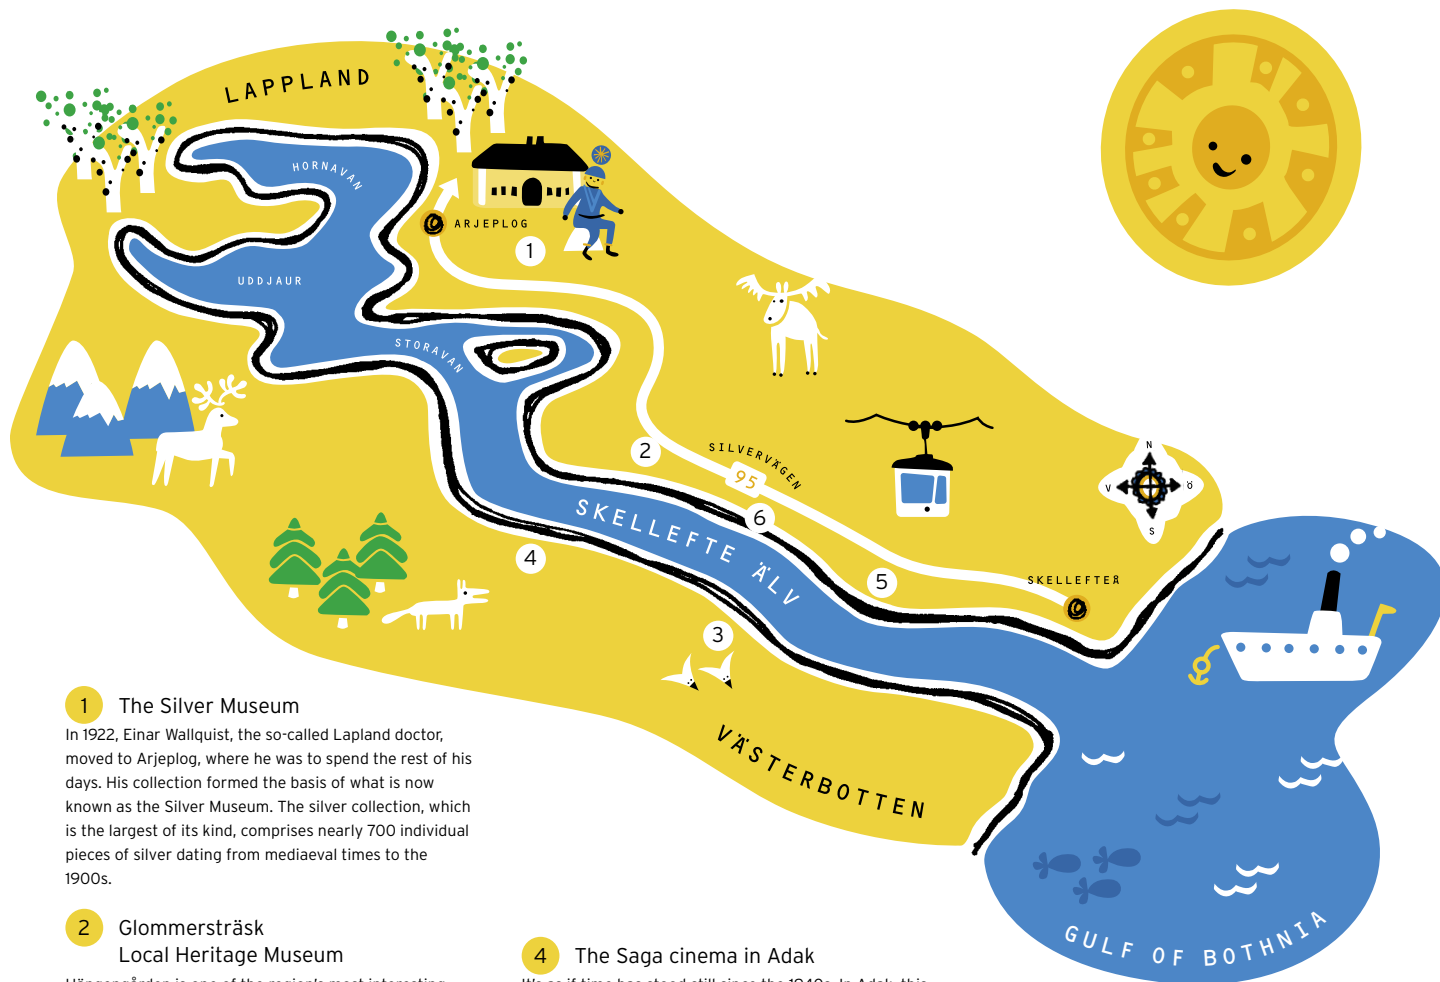 LAPPLAND
HORNAVAN
ARJEPLOG
1
UDDJAUR
STORAVAN
2
SILVERVÄGEN
95
N
V
Ö
S
SKELLEFTE ÄLV
6
4
5
SKELLEFTEÅ
3
VÄSTERBOTTEN
GULF OF BOTHNIA
1 The Silver Museum
In 1922, Einar Wallquist, the so-called Lapland doctor,
moved to Arjeplog, where he was to spend the rest of his
days. His collection formed the basis of what is now
known as the Silver Museum. The silver collection, which
is the largest of its kind, comprises nearly 700 individual
pieces of silver dating from mediaeval times to the
1900s.
2 Glommersträsk
Local Heritage Museum
4 The Saga cinema in Adak